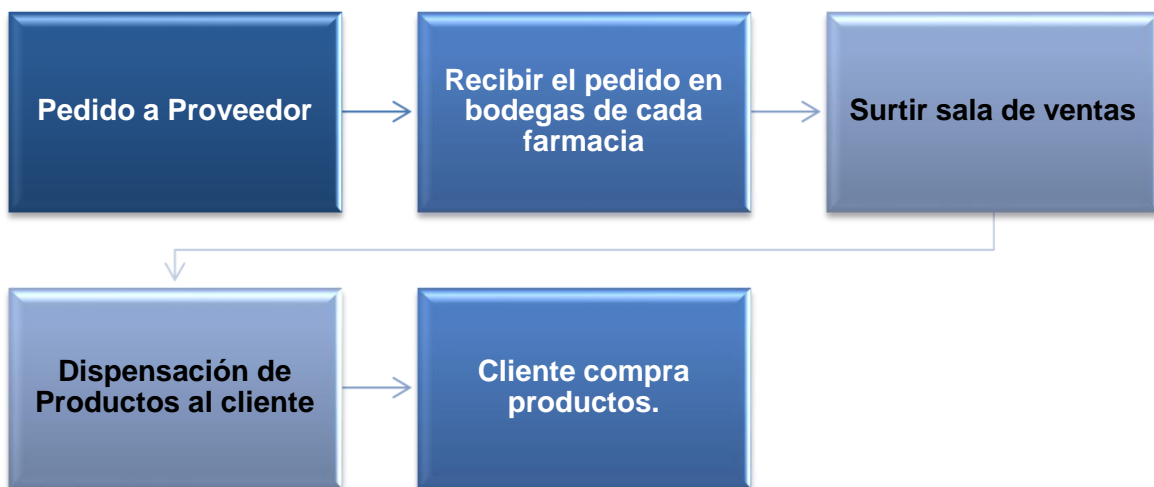 Pedido a Proveedor
Recibir el pedido en
bodegas de cada
farmacia
Surtir sala de ventas
Dispensación de
Productos al cliente
Cliente compra
productos.